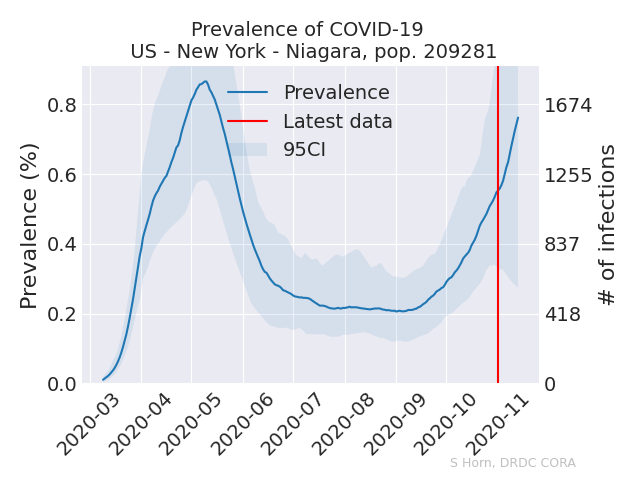 Prevalence of COVID-19
US - New York - Niagara, pop. 209281
Prevalence (%)
0.8
0.6
0.4
0.2
0.0
Prevalence
Latest data
95CI
1674
1255
837
418
0
# of infections
2020-03
2020-04
2020-05
2020-06
2020-07
2020-08
2020-09
2020-10
2020-11
S Horn, DRDC CORA